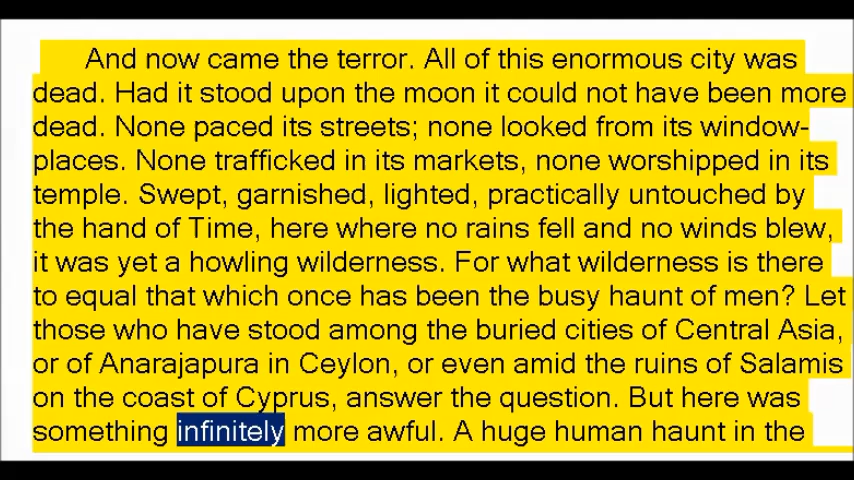 And now came the terror. All of this enormous city was
dead. Had it stood upon the moon it could not have been more
dead. None paced its streets; none looked from its window-
places. None trafficked in its markets, none worshipped in its
temple. Swept, garnished, lighted, practically untouched by
the hand of Time, here where no rains fell and no winds blew,
it was yet a howling wilderness. For what wilderness is there
to equal that which once has been the busy haunt of men? Let
those who have stood among the buried cities of Central Asia,
or of Anarajapura in Ceylon, or even amid the ruins of Salamis
on the coast of Cyprus, answer the question. But here was
something infinitely more awful. A huge human haunt in the